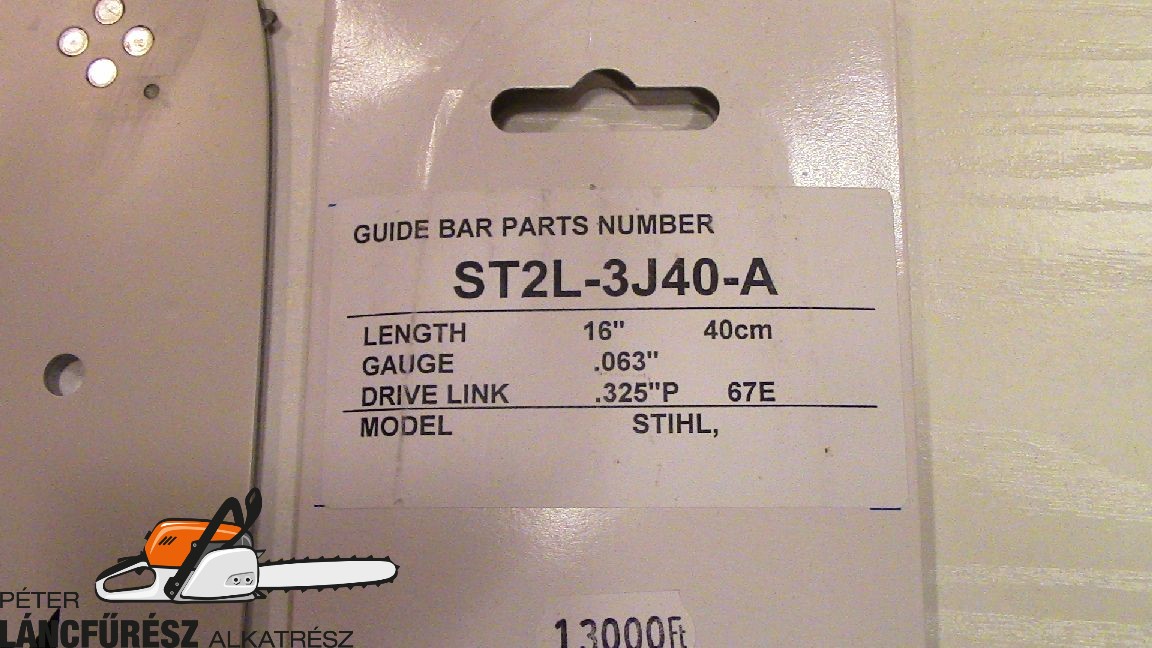 GUIDE BAR PARTS NUMBER
ST2L-3J40-A
LENGTH 16" 40cm
GAUGE .063"
DRIVE LINK .325"P 67E
MODEL STIHL,
13000Ft
PÉTER
LÁNCFŰRÉSZ ALKATRÉSZ